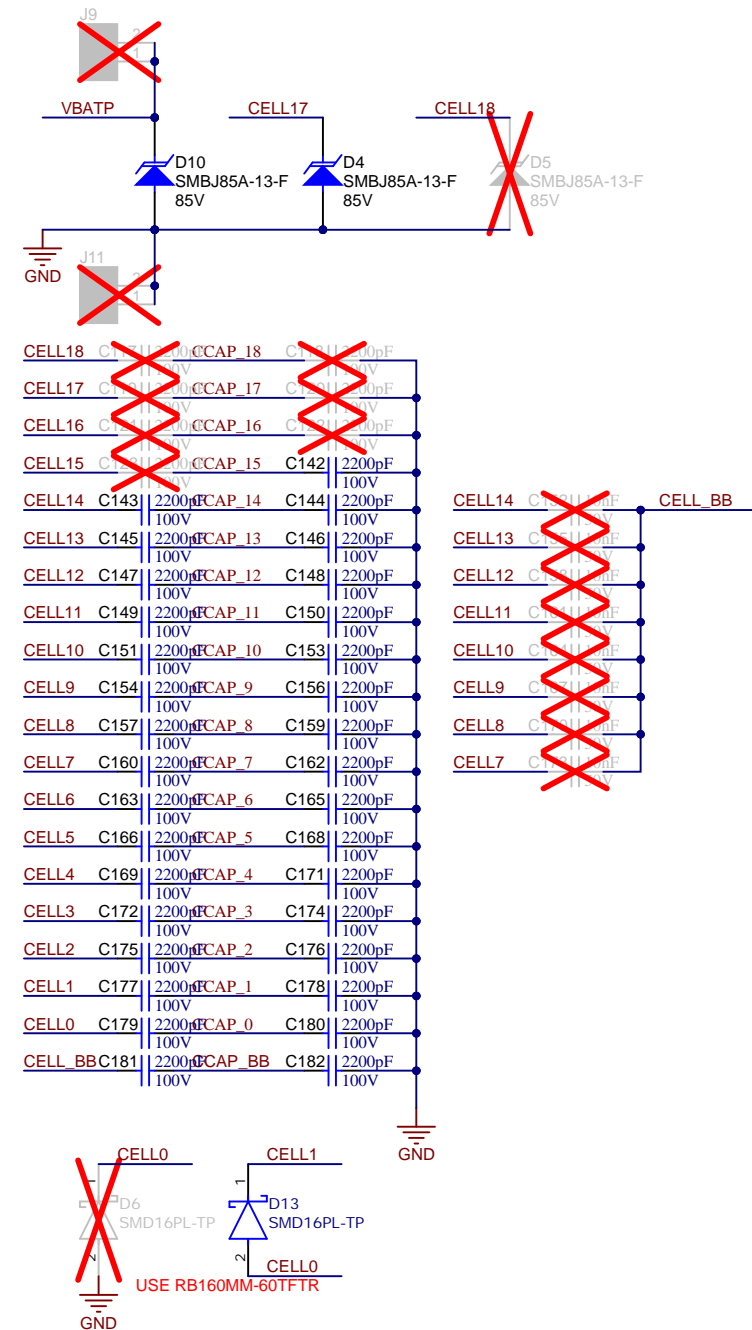 J9
2
1
VBATP
CELL17
CELL18
D10
SMBJ85A-13-F
85V
D4
SMBJ85A-13-F
85V
D5
SMBJ85A-13-F
85V
GND
J11
2
1
CELL18 CCAP_18
CELL17 CCAP_17
CELL16 CCAP_16
CELL15 CCAP_15 C142 2200pF
100V
CELL14 C143 2200pF CCAP_14 C144 2200pF
100V 100V
CELL13 C145 2200pF CCAP_13 C146 2200pF
100V 100V
CELL12 C147 2200pF CCAP_12 C148 2200pF
100V 100V
CELL11 C149 2200pF CCAP_11 C150 2200pF
100V 100V
CELL10 C151 2200pF CCAP_10 C153 2200pF
100V 100V
CELL9 C154 2200pF CCAP_9 C156 2200pF
100V 100V
CELL8 C157 2200pF CCAP_8 C159 2200pF
100V 100V
CELL7 C160 2200pF CCAP_7 C162 2200pF
100V 100V
CELL6 C163 2200pF CCAP_6 C165 2200pF
100V 100V
CELL5 C166 2200pF CCAP_5 C168 2200pF
100V 100V
CELL4 C169 2200pF CCAP_4 C171 2200pF
100V 100V
CELL3 C172 2200pF CCAP_3 C174 2200pF
100V 100V
CELL2 C175 2200pF CCAP_2 C176 2200pF
100V 100V
CELL1 C177 2200pF CCAP_1 C178 2200pF
100V 100V
CELL0 C179 2200pF CCAP_0 C180 2200pF
100V 100V
CELL_BB C181 2200pF CCAP_BB C182 2200pF
100V 100V
GND
CELL14 CELL_BB
CELL13
CELL12
CELL11
CELL10
CELL9
CELL8
CELL7
CELL0
1
D6
SMD16PL-TP
2
GND
CELL1
1
D13
SMD16PL-TP
2
CELL0
USE RB160MM-60TFTR